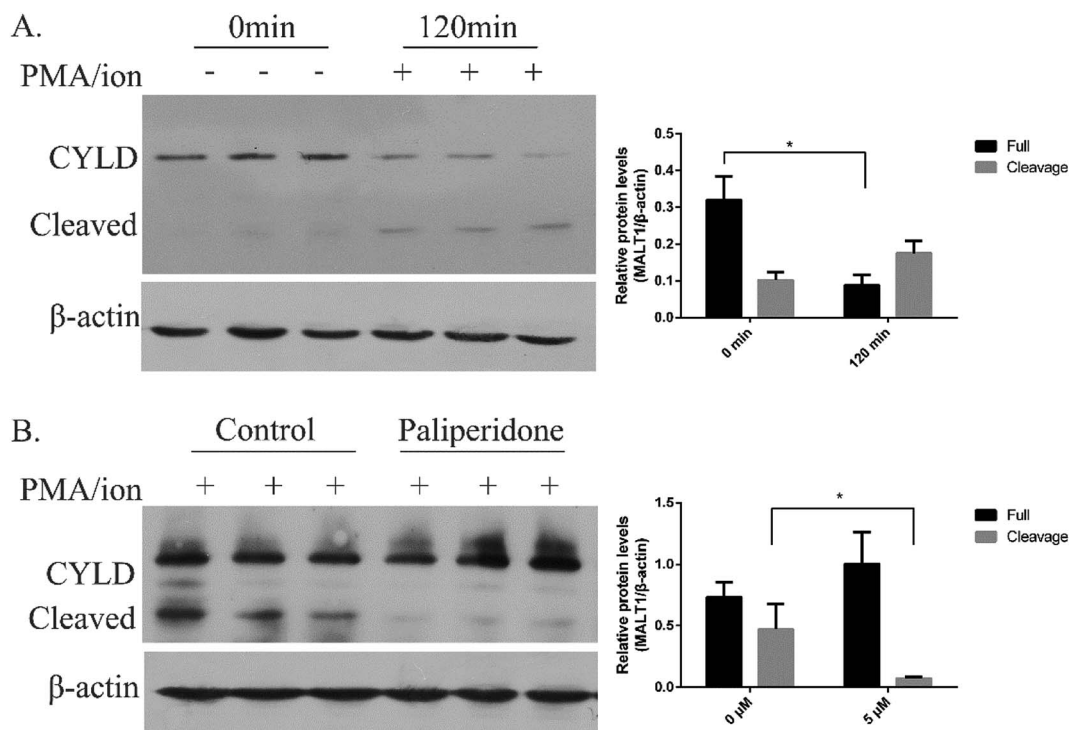 A.
0min 120min
PMA/ion - - - + + +
CYLD
Cleaved
β-actin
Relative protein levels
(MALT1/β-actin)
0.5
0.4
0.3
0.2
0.1
0.0
*
0 min 120 min
Full
Cleavage
B.
Control Paliperidone
PMA/ion + + + + + +
CYLD
Cleaved
β-actin
Relative protein levels
(MALT1/β-actin)
1.5
1.0
0.5
0.0
*
0 μM 5 μM
Full
Cleavage